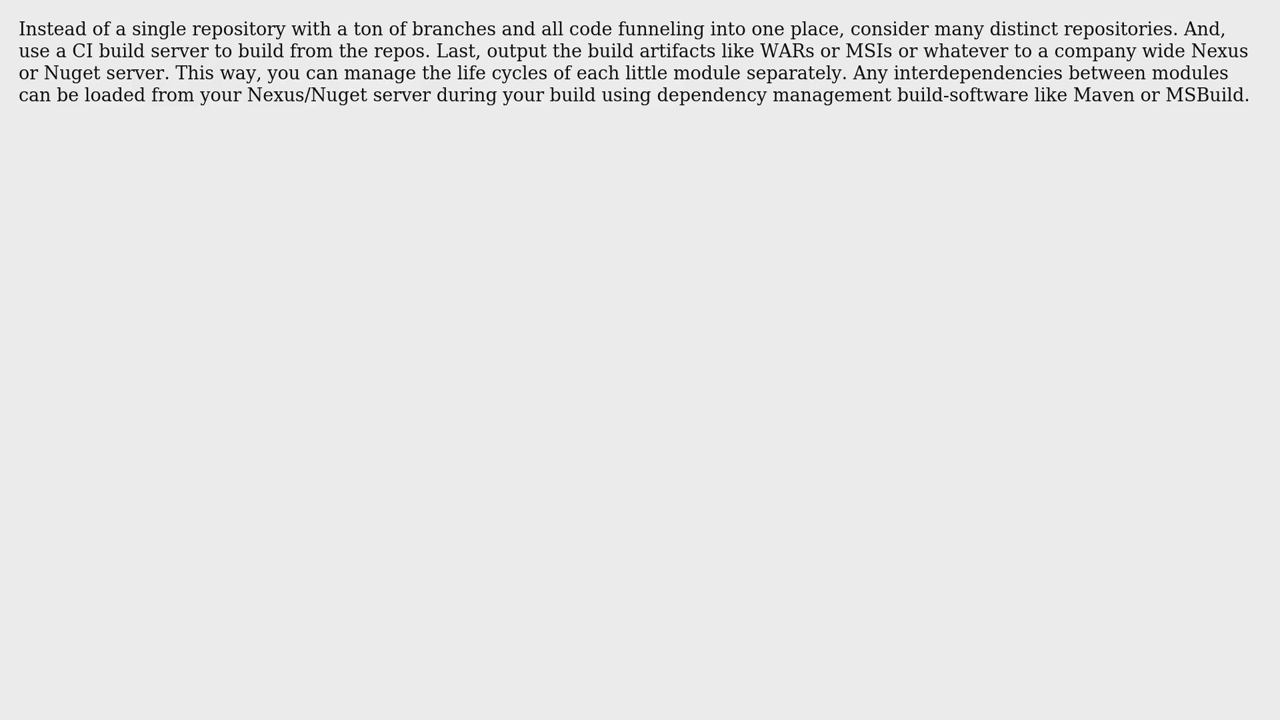 Instead of a single repository with a ton of branches and all code funneling into one place, consider many distinct repositories. And,
use a CI build server to build from the repos. Last, output the build artifacts like WARs or MSIs or whatever to a company wide Nexus
or Nuget server. This way, you can manage the life cycles of each little module separately. Any interdependencies between modules
can be loaded from your Nexus/Nuget server during your build using dependency management build-software like Maven or MSBuild.